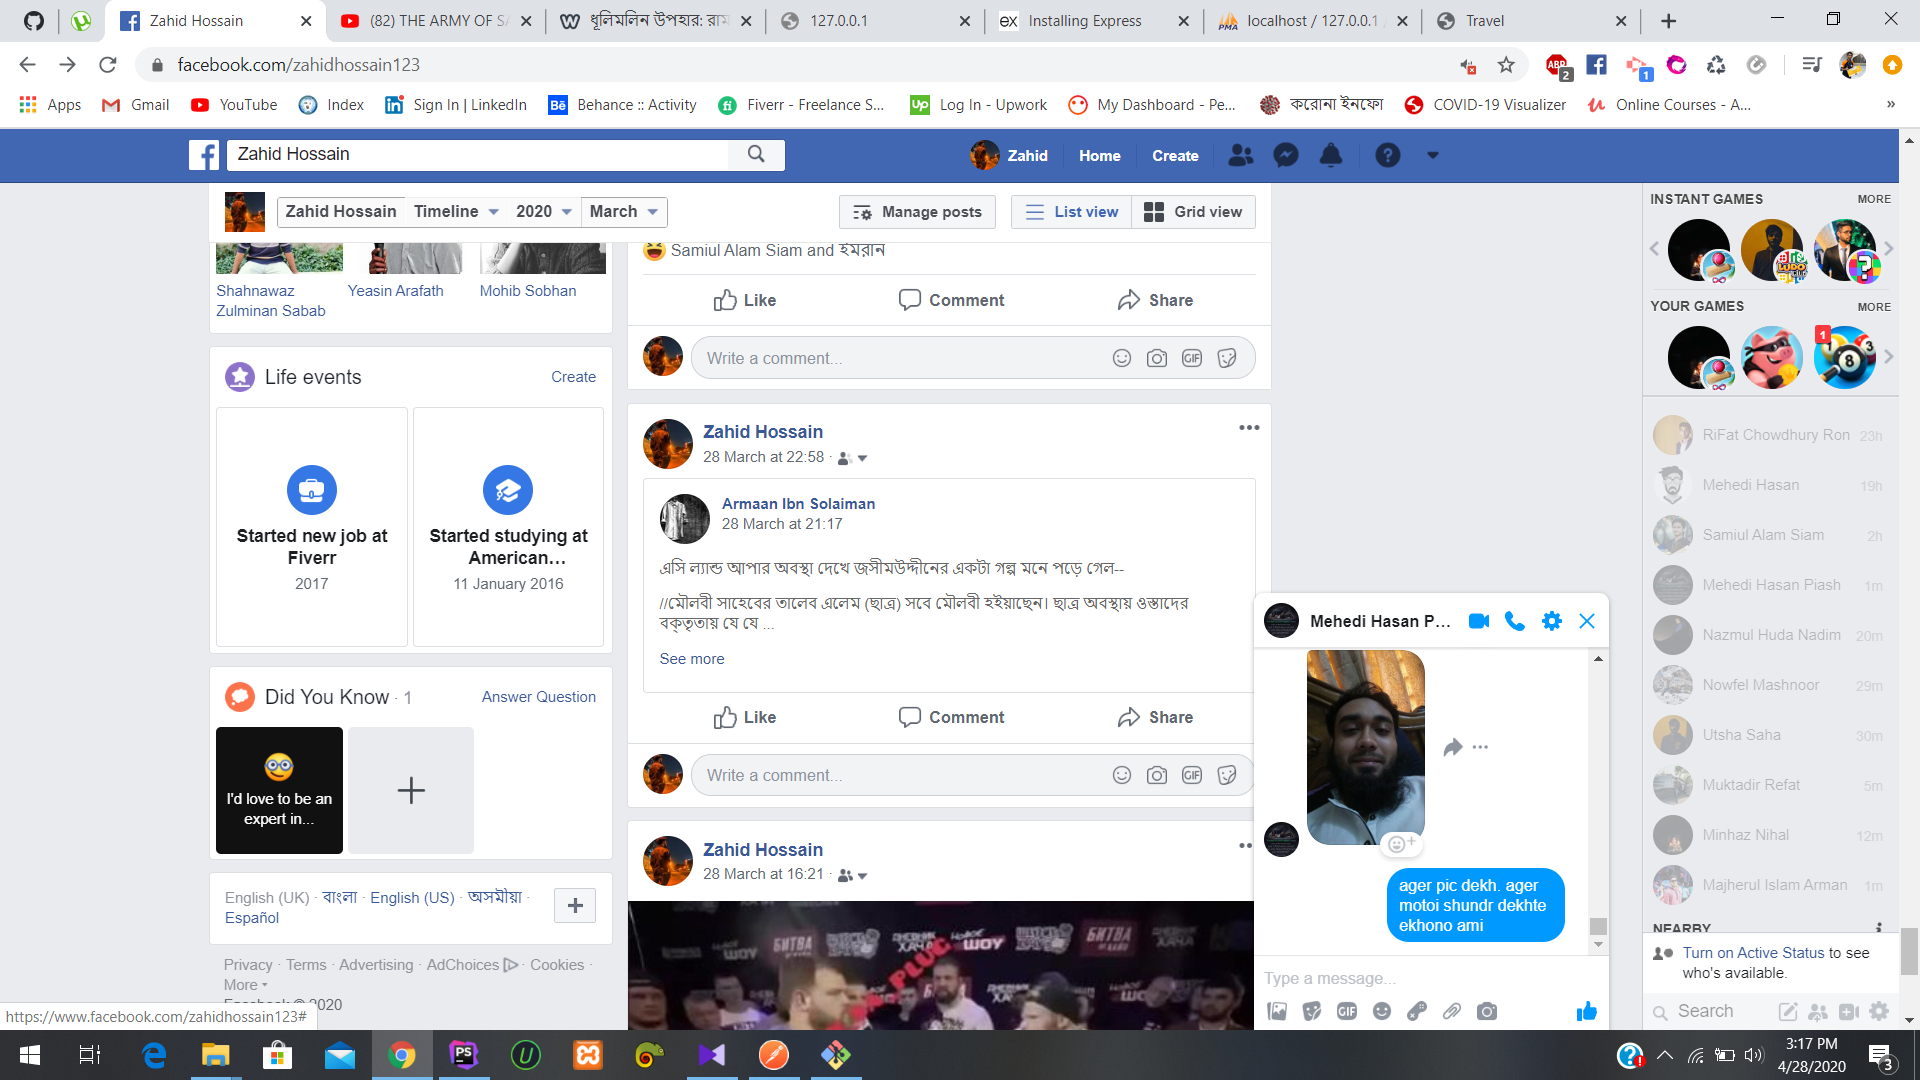 Zahid Hossain
(82) THE ARMY OF S
ধূলিমলিন উপহার: রাম
127.0.0.1
ex Installing Express
localhost / 127.0.0.1
Travel
facebook.com/zahidhossain123
Apps
Gmail
YouTube
Index
Sign In | LinkedIn
Behance :: Activity
Fiverr - Freelance S...
Log In - Upwork
My Dashboard - Pe...
করোনা ইনফো
COVID-19 Visualizer
Online Courses - A...
Zahid Hossain
Zahid
Home
Create
Zahid Hossain
Timeline
2020
March
Manage posts
List view
Grid view
Shahnawaz
Zulminan Sabab
Yeasin Arafath
Mohib Sobhan
Life events
Create
Started new job at
Fiverr
2017
Started studying at
American...
11 January 2016
Did You Know · 1
Answer Question
I'd love to be an
expert in...
English (UK) · বাংলা · English (US) · অসমীয়া ·
Español
Privacy · Terms · Advertising · AdChoices · Cookies ·
More
Facebook © 2020
https://www.facebook.com/zahidhossain123#
Samiul Alam Siam and ইমরান
Like
Comment
Share
Write a comment...
GIF
Zahid Hossain
28 March at 22:58 ·
Armaan Ibn Solaiman
28 March at 21:17
এসি ল্যান্ড আপার অবস্থা দেখে জসীমউদ্দীনের একটা গল্প মনে পড়ে গেল--
//মৌলবী সাহেবের তালেব এলেম (ছাত্র) সবে মৌলবী হইয়াছেন। ছাত্র অবস্থায় ওস্তাদের
বক্তৃতায় যে যে ...
See more
Like
Comment
Share
Write a comment...
GIF
Zahid Hossain
28 March at 16:21 ·
БИТВА
ШОУ
БИТВА
Mehedi Hasan P...
ager pic dekh. ager
motoi shundr dekhte
ekhono ami
Type a message...
GIF
INSTANT GAMES
MORE
YOUR GAMES
MORE
1
RiFat Chowdhury Ron 23h
Mehedi Hasan 19h
Samiul Alam Siam 2h
Mehedi Hasan Piash 1m
Nazmul Huda Nadim 20m
Nowfel Mashnoor 29m
Utsha Saha 30m
Muktadir Refat 5m
Minhaz Nihal 12m
Majherul Islam Arman 1m
NEARBY
Turn on Active Status to see
who's available.
Search
3:17 PM
4/28/2020
3